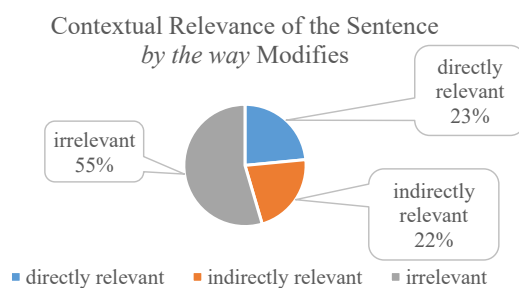 Contextual Relevance of the Sentence
by the way Modifies
directly
relevant
23%
irrelevant
55%
indirectly
relevant
22%
directly relevant
indirectly relevant
irrelevant